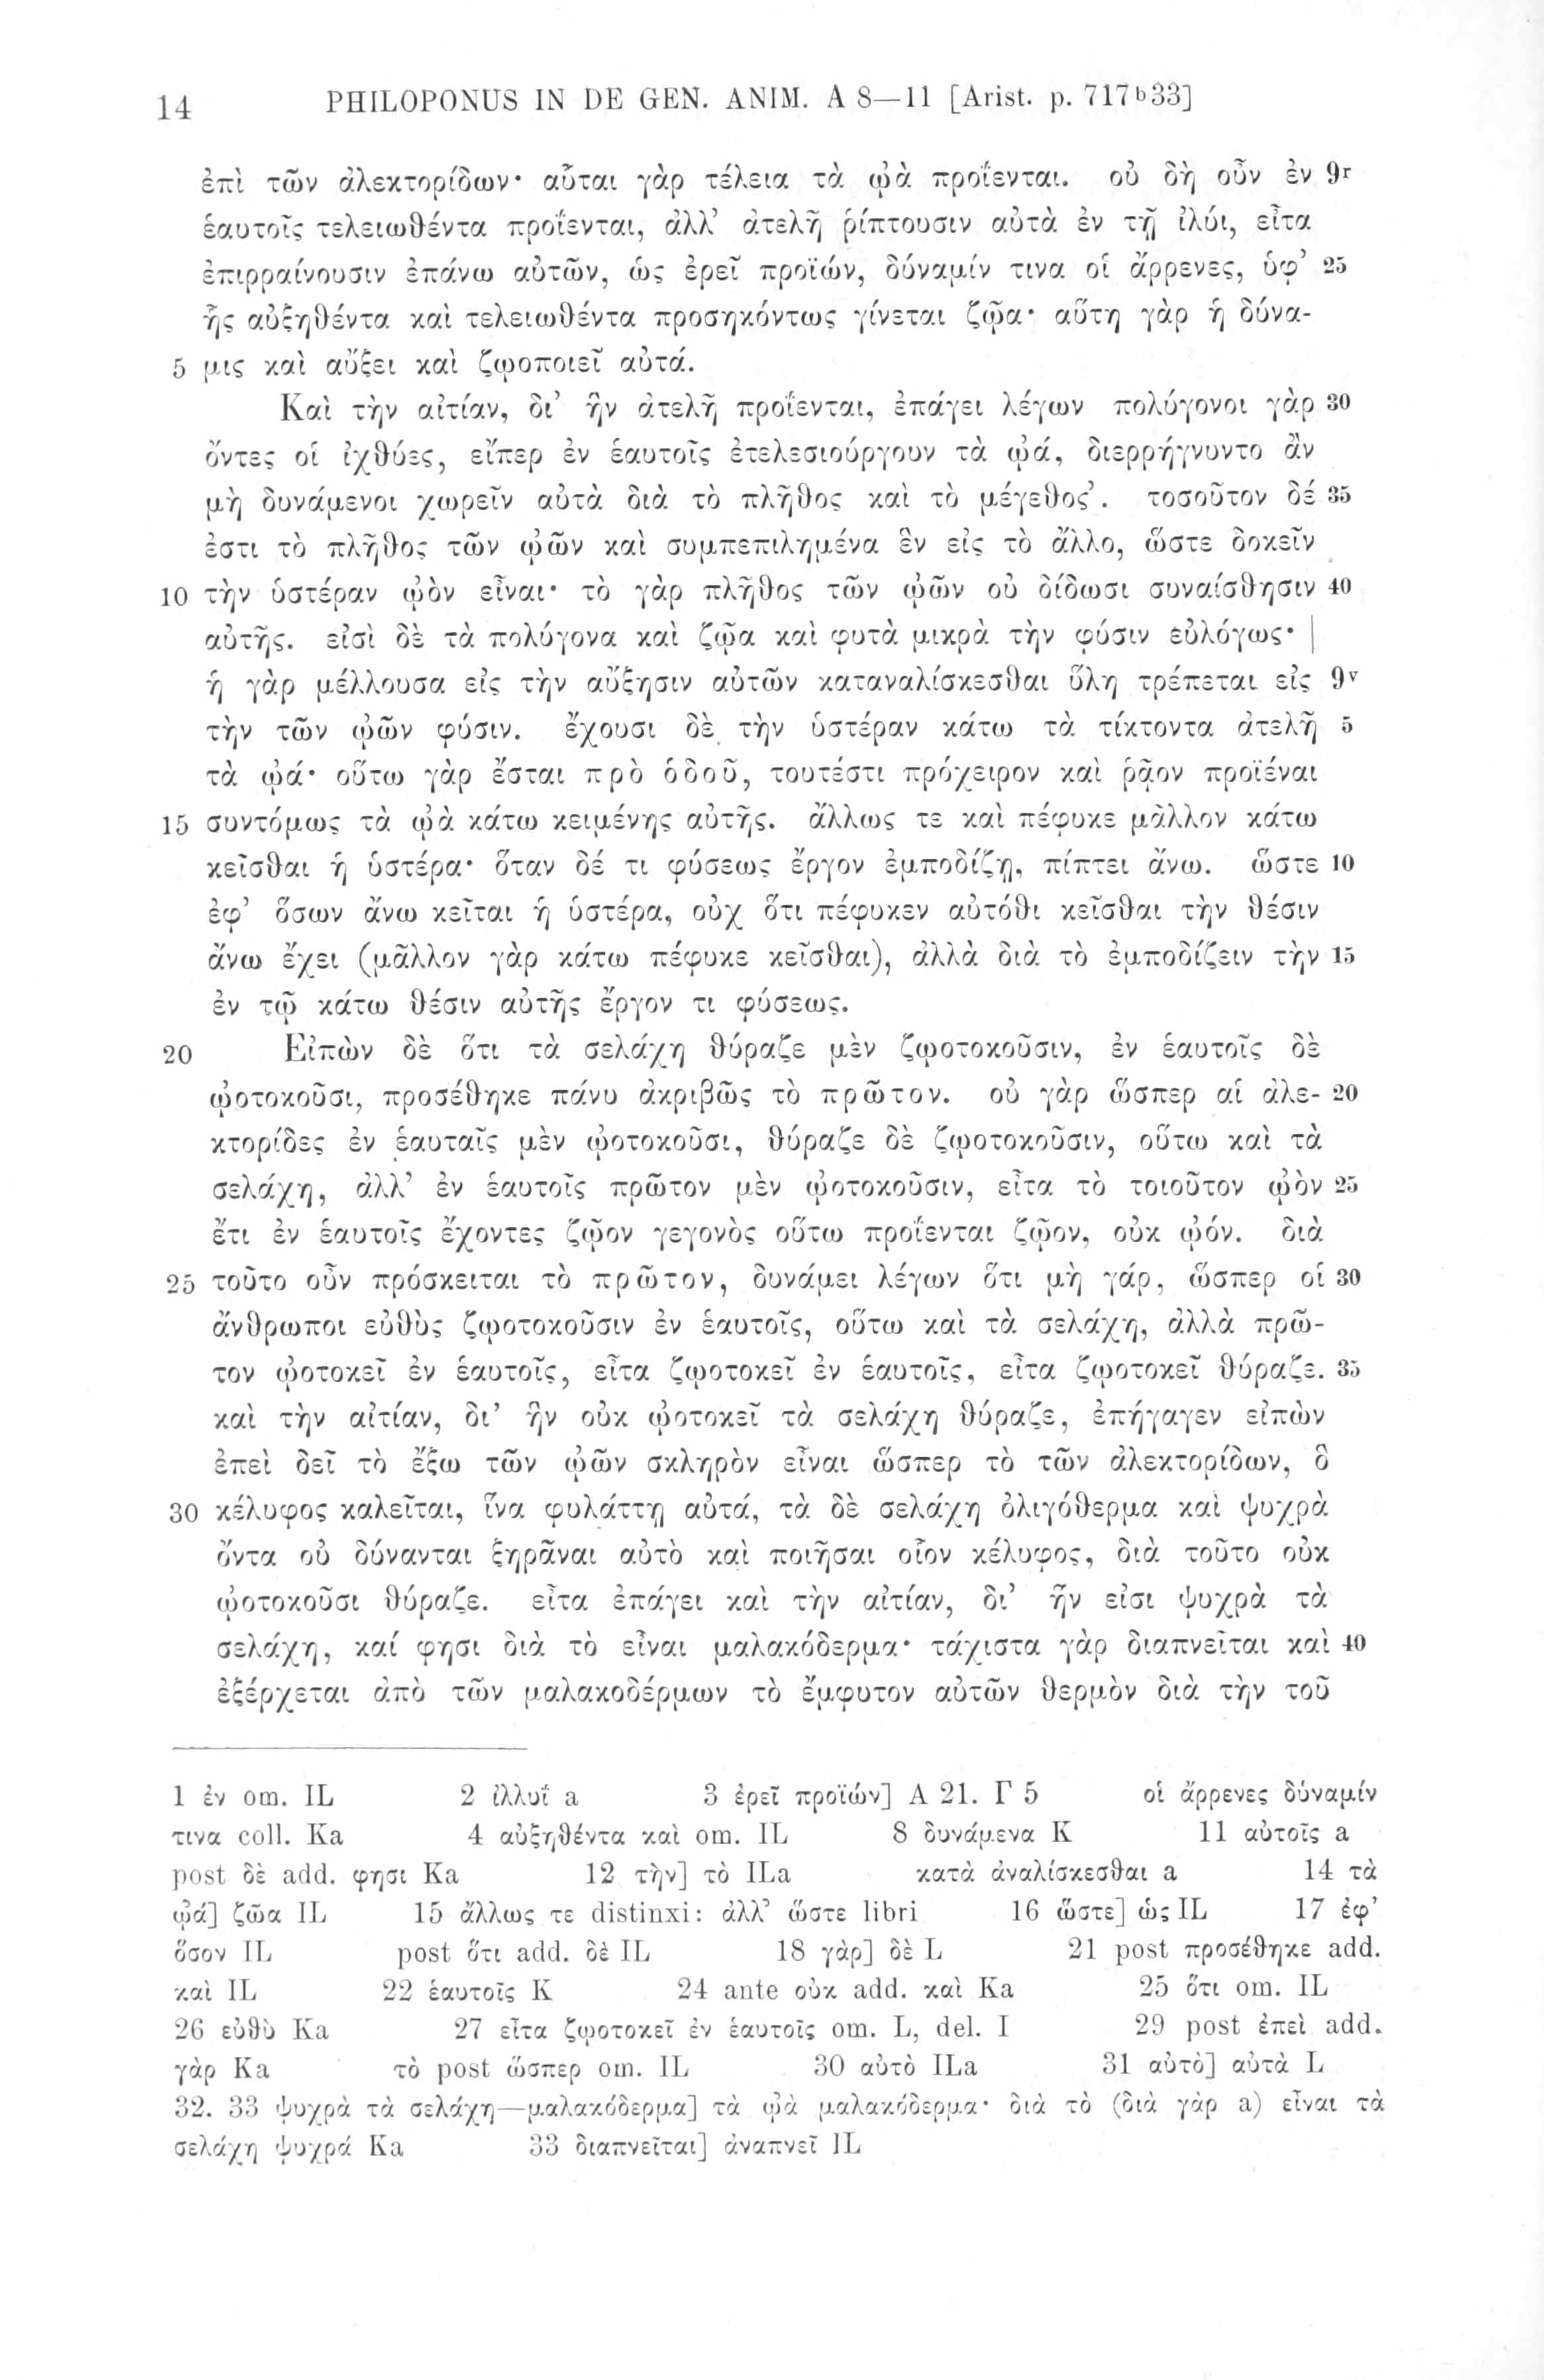 14 PHILOPONUS IN DE GEN. ANIM. A 8—11 [Arist. p. 717ᵇ33]
ἐπὶ τῶν ἀλεκτορίδων· αὗται γὰρ τέλεια τὰ ᾠὰ προΐενται. οὐ δὴ οὖν ἐν 9ʳ
ἑαυτοῖς τελειωθέντα προΐενται, ἀλλ’ ἀτελῆ ῥίπτουσιν αὐτὰ ἐν τῇ ἰλύι, εἶτα
ἐπιρραίνουσιν ἐπάνω αὐτῶν, ὡς ἐρεῖ προϊών, δύναμίν τινα οἱ ἄρρενες, ὑφ’ 25
ἧς αὐξηθέντα καὶ τελειωθέντα προσηκόντως γίνεται ζῷα· αὕτη γὰρ ἡ δύνα-
5 μις καὶ αὔξει καὶ ζῳοποιεῖ αὐτά.
Καὶ τὴν αἰτίαν, δι’ ἣν ἀτελῆ προΐενται, ἐπάγει λέγων πολύγονοι γὰρ 30
ὄντες οἱ ἰχθύες, εἴπερ ἐν ἑαυτοῖς ἐτελεσιούργουν τὰ ᾠά, διερρήγνυντο ἂν
μὴ δυνάμενοι χωρεῖν αὐτὰ διὰ τὸ πλῆθος καὶ τὸ μέγεθος’. τοσοῦτον δέ 35
ἐστι τὸ πλῆθος τῶν ᾠῶν καὶ συμπεπιλημένα ἓν εἰς τὸ ἄλλο, ὥστε δοκεῖν
10 τὴν ὑστέραν ᾠὸν εἶναι· τὸ γὰρ πλῆθος τῶν ᾠῶν οὐ δίδωσι συναίσθησιν 40
αὐτῆς. εἰσὶ δὲ τὰ πολύγονα καὶ ζῷα καὶ φυτὰ μικρὰ τὴν φύσιν εὐλόγως· |
ἡ γὰρ μέλλουσα εἰς τὴν αὔξησιν αὐτῶν καταναλίσκεσθαι ὕλη τρέπεται εἰς 9ᵛ
τὴν τῶν ᾠῶν φύσιν. ἔχουσι δὲ τὴν ὑστέραν κάτω τὰ τίκτοντα ἀτελῆ 5
τὰ ᾠά· οὕτω γὰρ ἔσται πρὸ ὁδοῦ, τουτέστι πρόχειρον καὶ ῥᾷον προϊέναι
15 συντόμως τὰ ᾠὰ κάτω κειμένης αὐτῆς. ἄλλως τε καὶ πέφυκε μᾶλλον κάτω
κεῖσθαι ἡ ὑστέρα· ὅταν δέ τι φύσεως ἔργον ἐμποδίζῃ, πίπτει ἄνω. ὥστε 10
ἐφ’ ὅσων ἄνω κεῖται ἡ ὑστέρα, οὐχ ὅτι πέφυκεν αὐτόθι κεῖσθαι τὴν θέσιν
ἄνω ἔχει (μᾶλλον γὰρ κάτω πέφυκε κεῖσθαι), ἀλλὰ διὰ τὸ ἐμποδίζειν τὴν 15
ἐν τῷ κάτω θέσιν αὐτῆς ἔργον τι φύσεως.
20 Εἰπὼν δὲ ὅτι τὰ σελάχη θύραζε μὲν ζῳοτοκοῦσιν, ἐν ἑαυτοῖς δὲ
ᾠοτοκοῦσι, προσέθηκε πάνυ ἀκριβῶς τὸ πρῶτον. οὐ γὰρ ὥσπερ αἱ ἀλε- 20
κτορίδες ἐν ἑαυταῖς μὲν ᾠοτοκοῦσι, θύραζε δὲ ζῳοτοκοῦσιν, οὕτω καὶ τὰ
σελάχη, ἀλλ’ ἐν ἑαυτοῖς πρῶτον μὲν ᾠοτοκοῦσιν, εἶτα τὸ τοιοῦτον ᾠὸν 25
ἔτι ἐν ἑαυτοῖς ἔχοντες ζῷον γεγονὸς οὕτω προΐενται ζῷον, οὐκ ᾠόν. διὰ
25 τοῦτο οὖν πρόσκειται τὸ πρῶτον, δυνάμει λέγων ὅτι μὴ γάρ, ὥσπερ οἱ 30
ἄνθρωποι εὐθὺς ζῳοτοκοῦσιν ἐν ἑαυτοῖς, οὕτω καὶ τὰ σελάχη, ἀλλὰ πρῶ-
τον ᾠοτοκεῖ ἐν ἑαυτοῖς, εἶτα ζῳοτοκεῖ ἐν ἑαυτοῖς, εἶτα ζῳοτοκεῖ θύραζε. 35
καὶ τὴν αἰτίαν, δι’ ἣν οὐκ ᾠοτοκεῖ τὰ σελάχη θύραζε, ἐπήγαγεν εἰπὼν
ἐπεὶ δεῖ τὸ ἔξω τῶν ᾠῶν σκληρὸν εἶναι ὥσπερ τὸ τῶν ἀλεκτορίδων, ὃ
30 κέλυφος καλεῖται, ἵνα φυλάττῃ αὐτά, τὰ δὲ σελάχη ὀλιγόθερμα καὶ ψυχρὰ
ὄντα οὐ δύνανται ξηρᾶναι αὐτὸ καὶ ποιῆσαι οἷον κέλυφος, διὰ τοῦτο οὐκ
ᾠοτοκοῦσι θύραζε. εἶτα ἐπάγει καὶ τὴν αἰτίαν, δι’ ἥν εἰσι ψυχρὰ τὰ
σελάχη, καί φησι διὰ τὸ εἶναι μαλακόδερμα· τάχιστα γὰρ διαπνεῖται καὶ 40
ἐξέρχεται ἀπὸ τῶν μαλακοδέρμων τὸ ἔμφυτον αὐτῶν θερμὸν διὰ τὴν τοῦ
1 ἐν om. IL 2 ἰλλυΐ a 3 ἐρεῖ προϊών] A 21. Γ 5 οἱ ἄρρενες δύναμίν
τινα coll. Ka 4 αὐξηθέντα καὶ om. IL 8 δυνάμενα K 11 αὐτοῖς a
post δὲ add. φησι Ka 12 τὴν] τὸ ILa κατὰ ἀναλίσκεσθαι a 14 τὰ
ᾠά] ζῶα IL 15 ἄλλως τε distinxi: ἀλλ’ ὥστε libri 16 ὥστε] ὡς IL 17 ἐφ’
ὅσον IL post ὅτι add. δὲ IL 18 γὰρ] δὲ L 21 post προσέθηκε add.
καὶ IL 22 ἑαυτοῖς K 24 ante οὐκ add. καὶ Ka 25 ὅτι om. IL
26 εὐθὺ Ka 27 εἶτα ζῳοτοκεῖ ἐν ἑαυτοῖς om. L, del. I 29 post ἐπεὶ add.
γὰρ Ka τὸ post ὥσπερ om. IL 30 αὐτὸ ILa 31 αὐτὸ] αὐτὰ L
32. 33 ψυχρὰ τὰ σελάχη—μαλακόδερμα] τὰ ᾠὰ μαλακόδερμα· διὰ τὸ (διὰ γὰρ a) εἶναι τὰ
σελάχη ψυχρά Ka 33 διαπνεῖται] ἀναπνεῖ IL